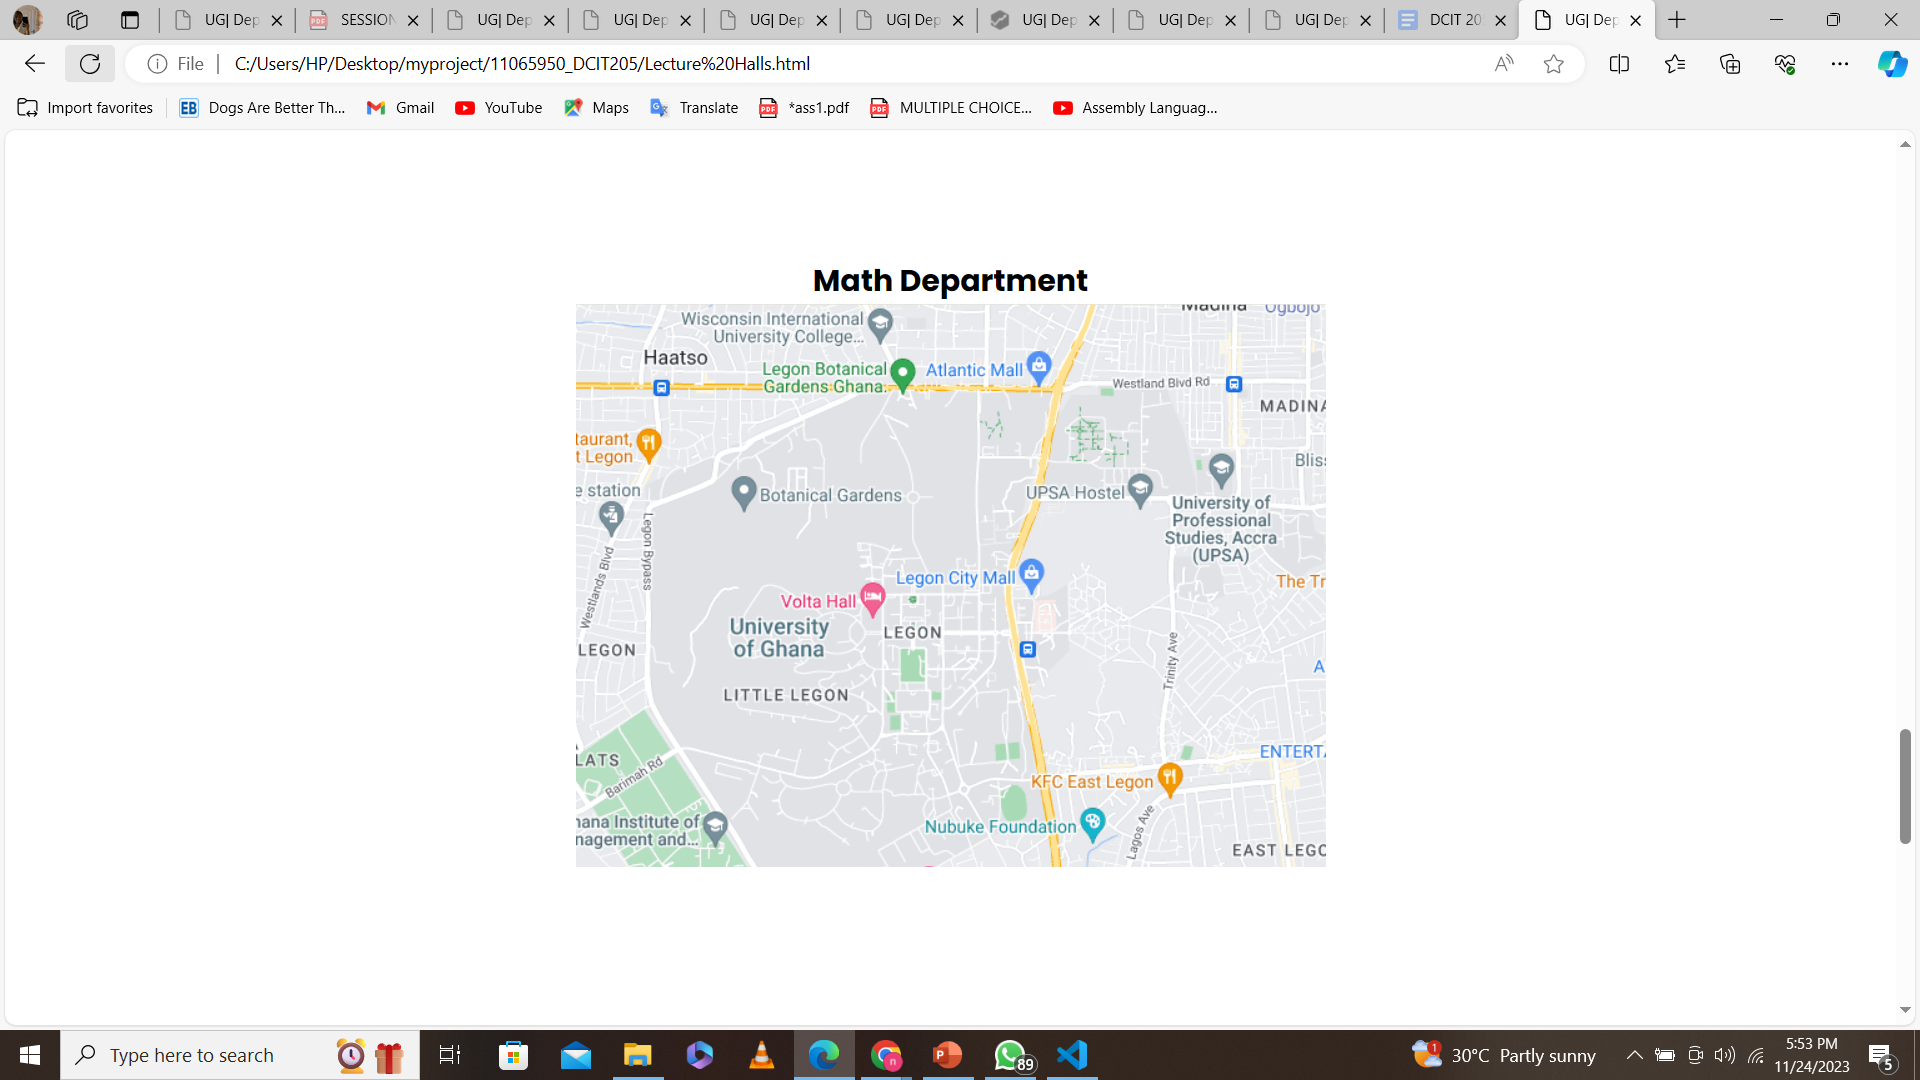 UG| Dep
SESSION
UG| Dep
UG| Dep
UG| Dep
UG| Dep
UG| Dep
UG| Dep
UG| Dep
DCIT 20
UG| Dep
File
C:/Users/HP/Desktop/myproject/11065950_DCIT205/Lecture%20Halls.html
Import favorites
EB Dogs Are Better Th...
Gmail
YouTube
Maps
Translate
*ass1.pdf
MULTIPLE CHOICE...
Assembly Languag...
Math Department
Wisconsin International
University College...
Madina
Ogbojo
Haatso
Legon Botanical
Gardens Ghana.
Atlantic Mall
Westland Blvd Rd
MADINA
taurant,
t Legon
Blis
e station
Botanical Gardens
UPSA Hostel
University of
Professional
Studies, Accra
(UPSA)
Legon Bypass
Westlands Blvd
Legon City Mall
The Tr
Volta Hall
University
of Ghana
LEGON
LEGON
Trinity Ave
A
LITTLE LEGON
LATS
Barimah Rd
ENTERTA
KFC East Legon
hana Institute of
nagement and...
Nubuke Foundation
Lagos Ave
EAST LEGO
Type here to search
89
1
30°C Partly sunny
5:53 PM
11/24/2023
5